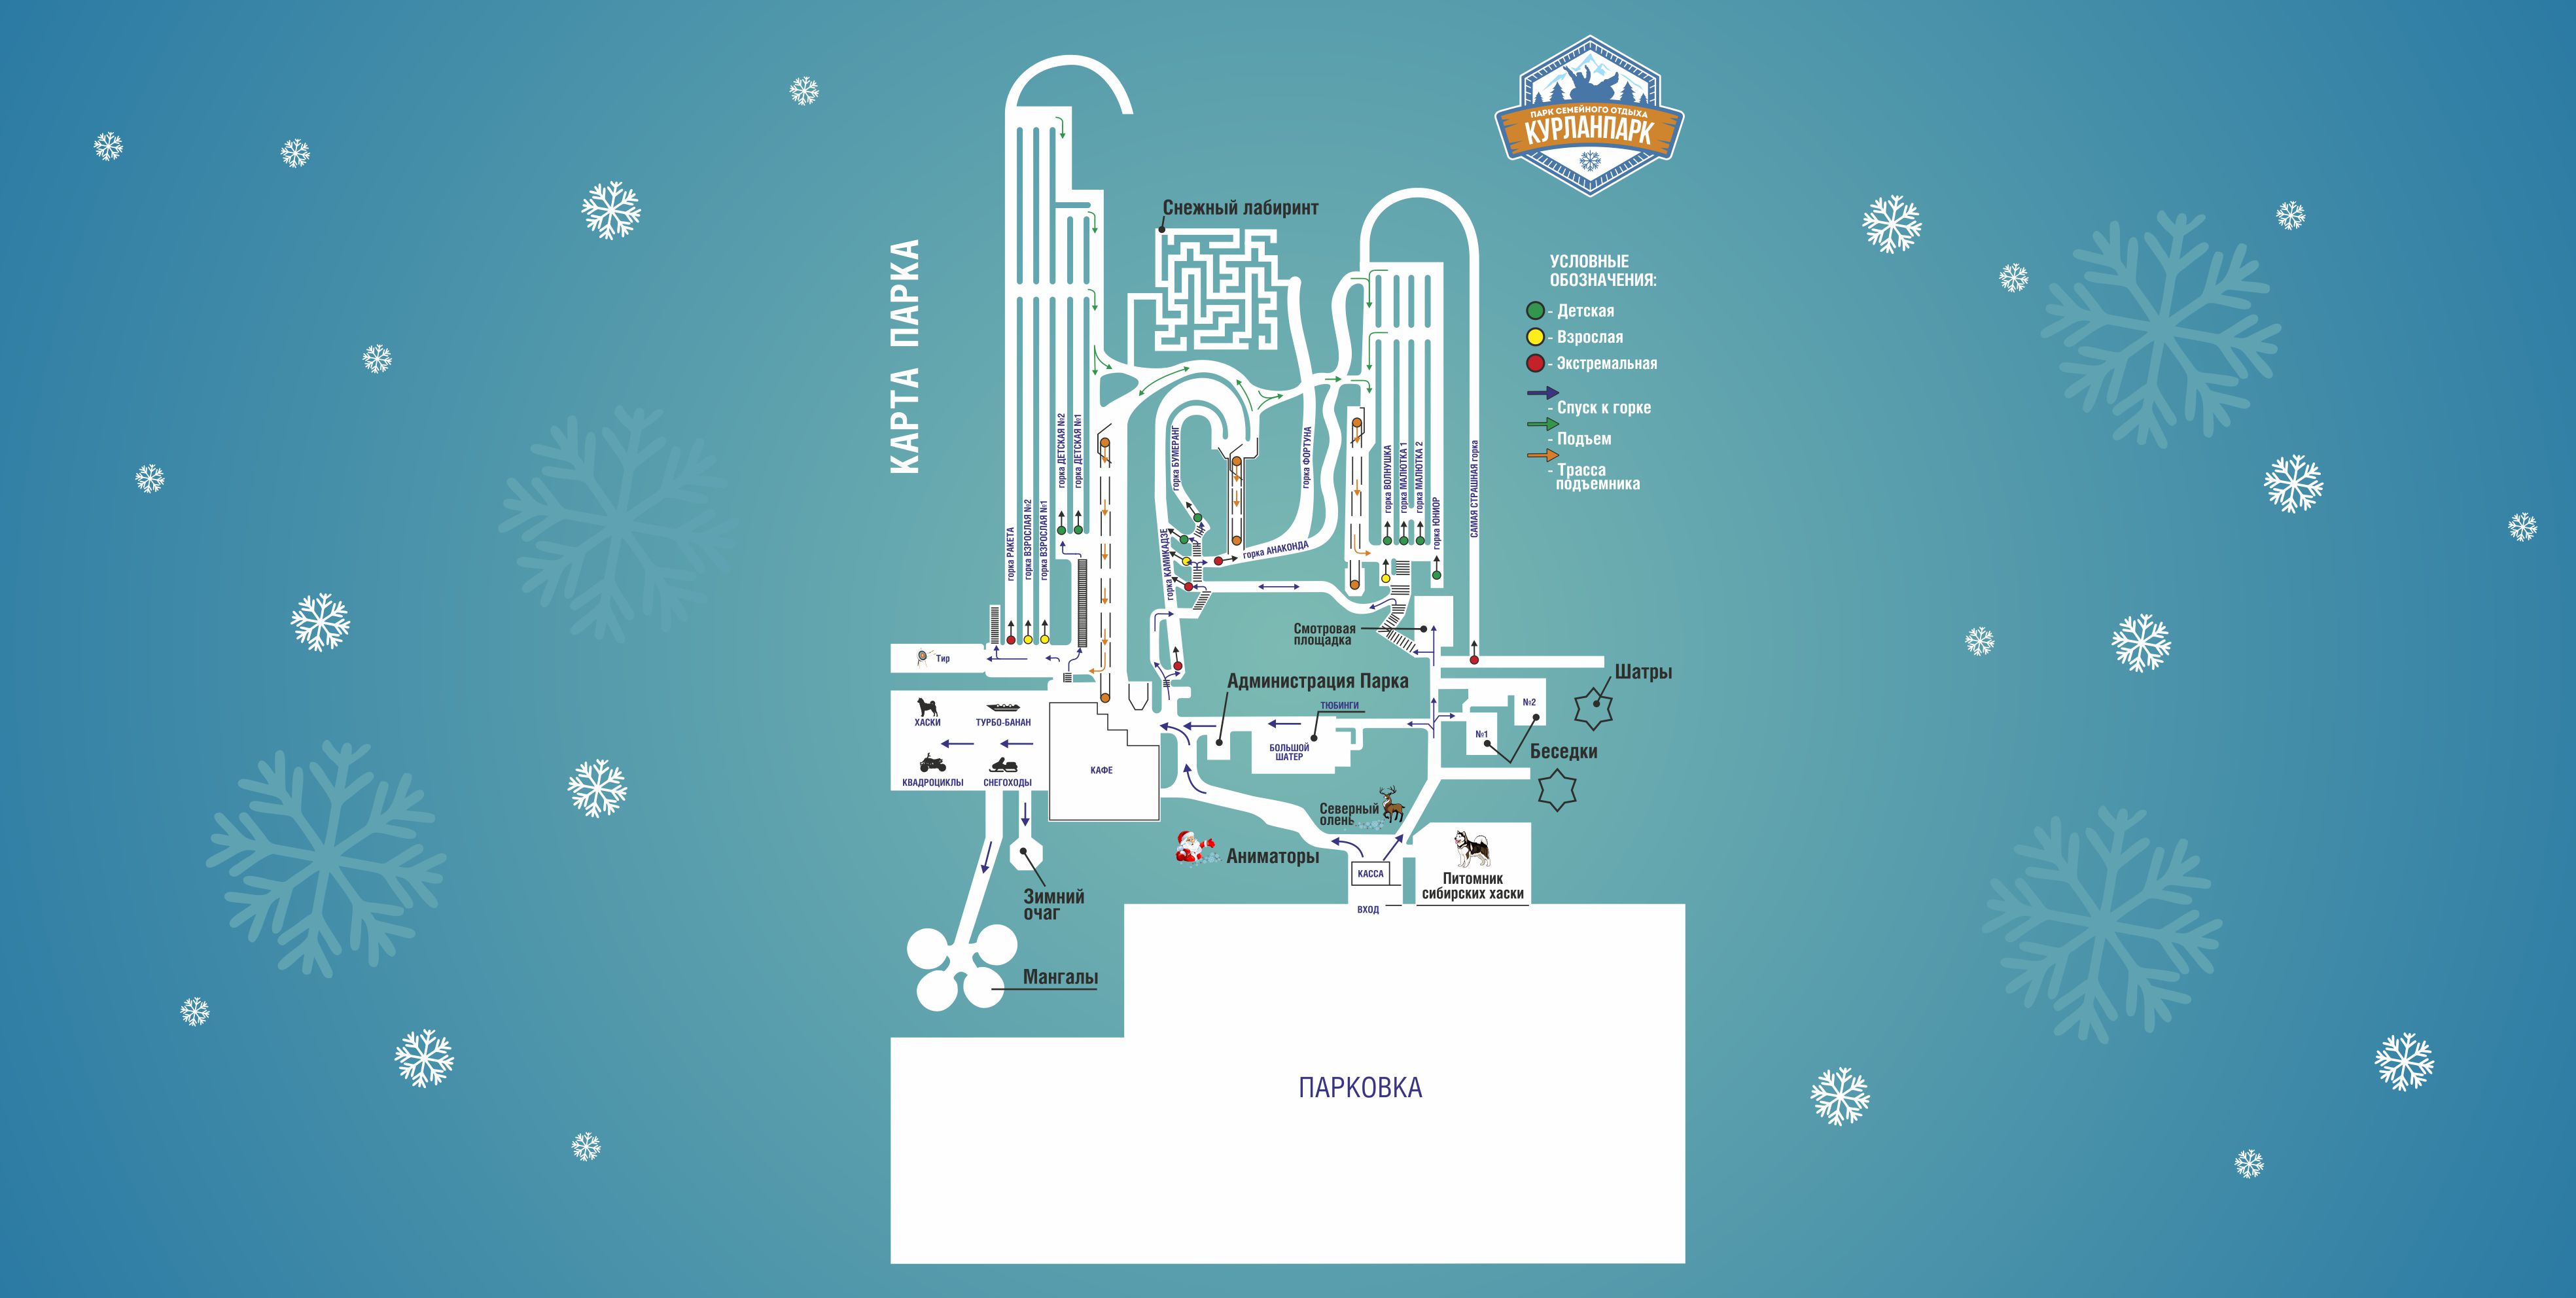 ПАРК СЕМЕЙНОГО ОТДЫХА
КУРЛАНПАРК
КАРТА ПАРКА
Снежный лабиринт
УСЛОВНЫЕ
ОБОЗНАЧЕНИЯ:
- Детская
- Взрослая
- Экстремальная
- Спуск к горке
- Подъем
- Трасса
подъемника
горка РАКЕТА
горка ВЗРОСЛАЯ №2
горка ВЗРОСЛАЯ №1
горка ДЕТСКАЯ №2
горка ДЕТСКАЯ №1
горка КАМИКАДЗЕ
горка БУМЕРАНГ
горка АНАКОНДА
горка ФОРТУНА
горка ВОЛНУШКА
горка МАЛЮТКА 1
горка МАЛЮТКА 2
горка ЮНИОР
САМАЯ СТРАШНАЯ горка
Смотровая
площадка
Тир
Администрация Парка
Шатры
ТЮБИНГИ
№2
№1
Беседки
ХАСКИ
ТУРБО-БАНАН
БОЛЬШОЙ
ШАТЕР
КАФЕ
КВАДРОЦИКЛЫ
СНЕГОХОДЫ
Северный
олень
Аниматоры
КАССА
Питомник
сибирских хаски
ВХОД
Зимний
очаг
Мангалы
ПАРКОВКА